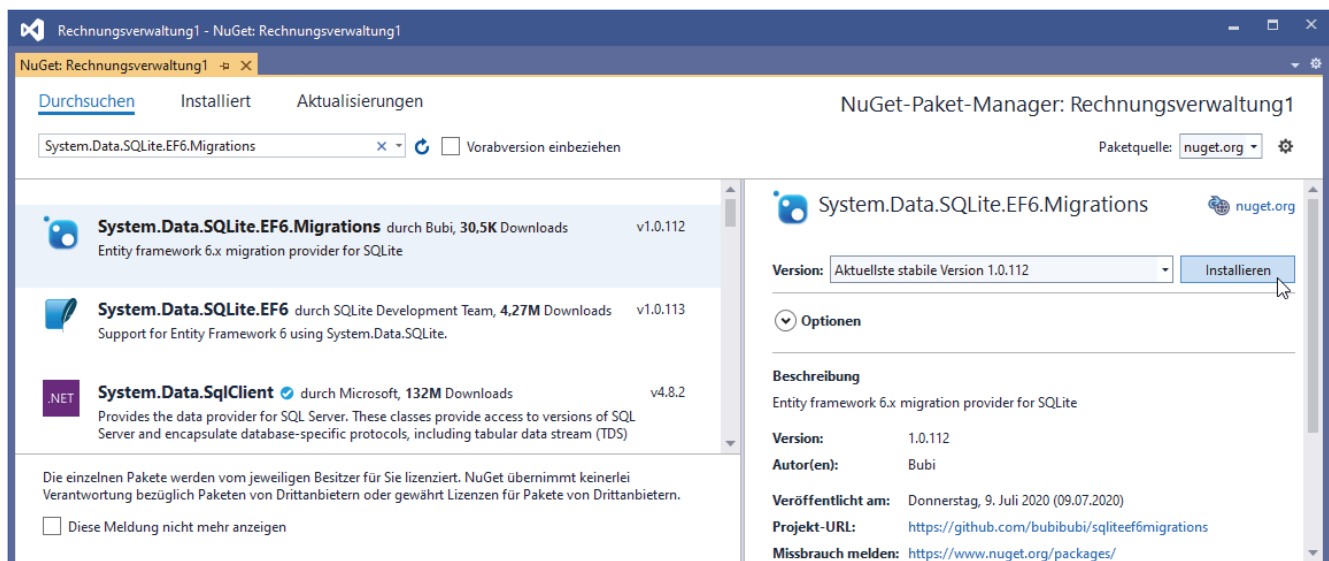 Rechnungsverwaltung1 - NuGet: Rechnungsverwaltung1
NuGet: Rechnungsverwaltung1
Durchsuchen Installiert Aktualisierungen
NuGet-Paket-Manager: Rechnungsverwaltung1
System.Data.SQLite.EF6.Migrations
Vorabversion einbeziehen
Paketquelle: nuget.org
System.Data.SQLite.EF6.Migrations durch Bubi, 30,5K Downloads v1.0.112
Entity framework 6.x migration provider for SQLite
System.Data.SQLite.EF6 durch SQLite Development Team, 4,27M Downloads v1.0.113
Support for Entity Framework 6 using System.Data.SQLite.
.NET
System.Data.SqlClient durch Microsoft, 132M Downloads v4.8.2
Provides the data provider for SQL Server. These classes provide access to versions of SQL
Server and encapsulate database-specific protocols, including tabular data stream (TDS)
Die einzelnen Pakete werden vom jeweiligen Besitzer für Sie lizenziert. NuGet übernimmt keinerlei
Verantwortung bezüglich Paketen von Drittanbietern oder gewährt Lizenzen für Pakete von Drittanbietern.
Diese Meldung nicht mehr anzeigen
System.Data.SQLite.EF6.Migrations
nuget.org
Version: Aktuellste stabile Version 1.0.112 Installieren
Optionen
Beschreibung
Entity framework 6.x migration provider for SQLite
Version: 1.0.112
Autor(en): Bubi
Veröffentlicht am: Donnerstag, 9. Juli 2020 (09.07.2020)
Projekt-URL: https://github.com/bubibubi/sqliteef6migrations
Missbrauch melden: https://www.nuget.org/packages/